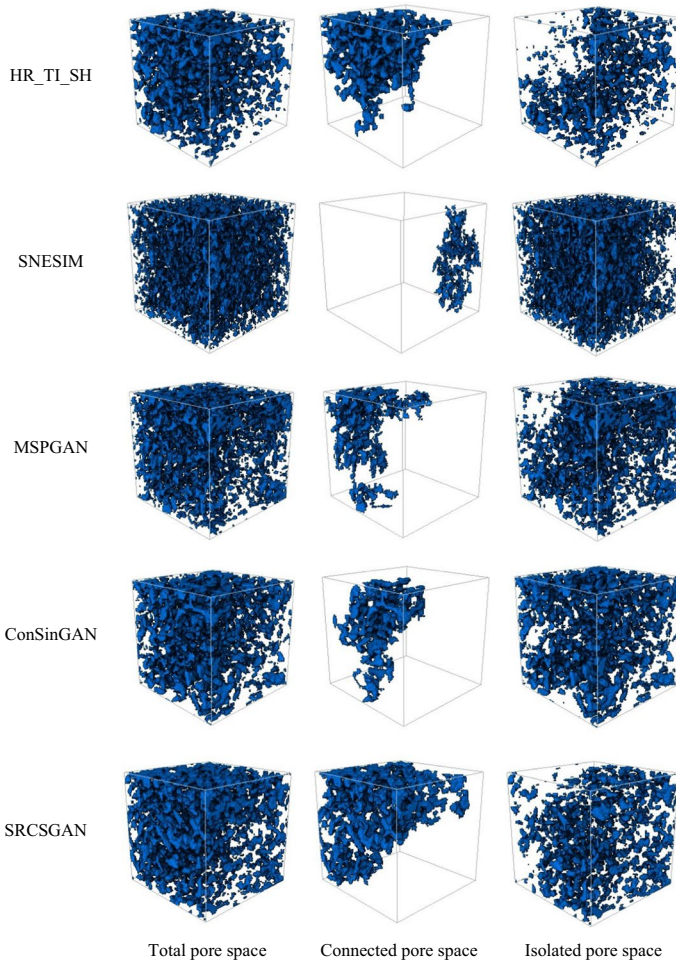 HR_TI_SH
SNESIM
MSPGAN
ConSinGAN
SRCSGAN
Total pore space Connected pore space Isolated pore space